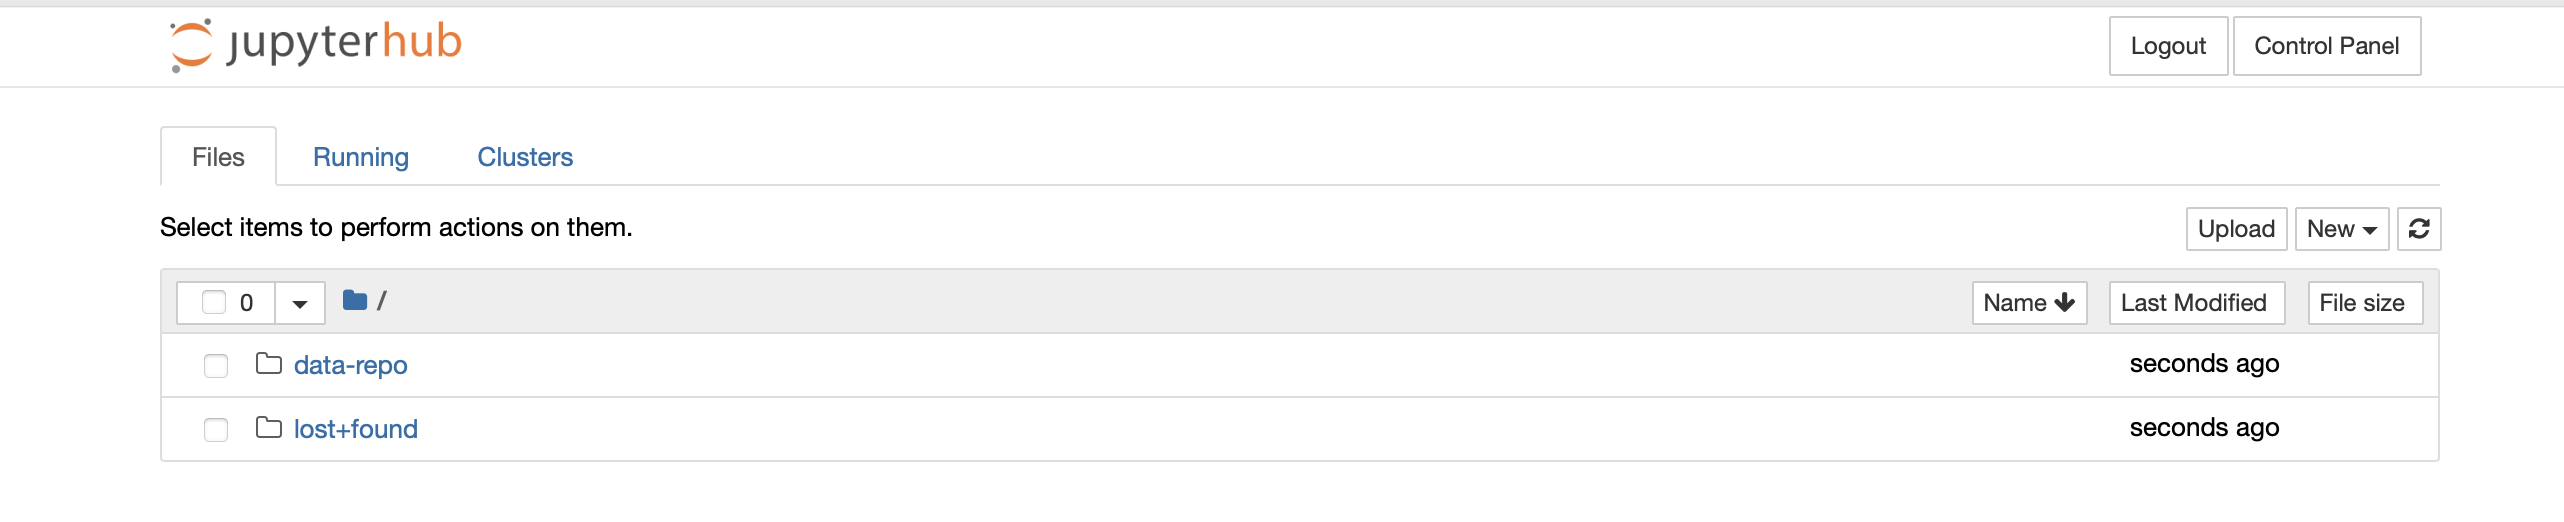 jupyterhub
Logout Control Panel
Files Running Clusters
Select items to perform actions on them.
Upload New
0 / Name Last Modified File size
data-repo seconds ago
lost+found seconds ago